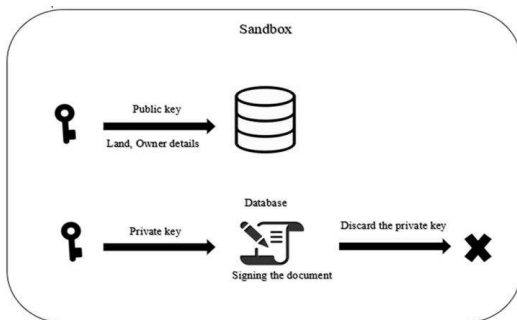 Sandbox
Public key
Land, Owner details
Database
Private key
Discard the private key
Signing the document